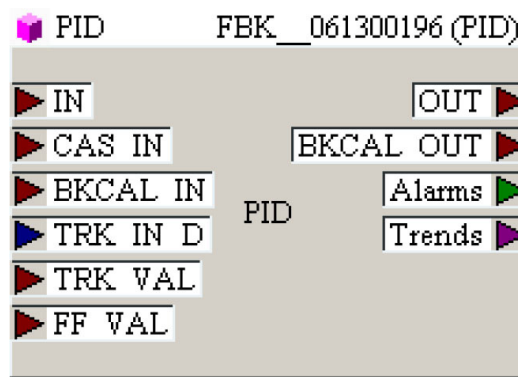 PID FBK__061300196 (PID)
IN OUT
CAS IN BKCAL OUT
BKCAL IN Alarms
PID
TRK IN D Trends
TRK VAL
FF VAL